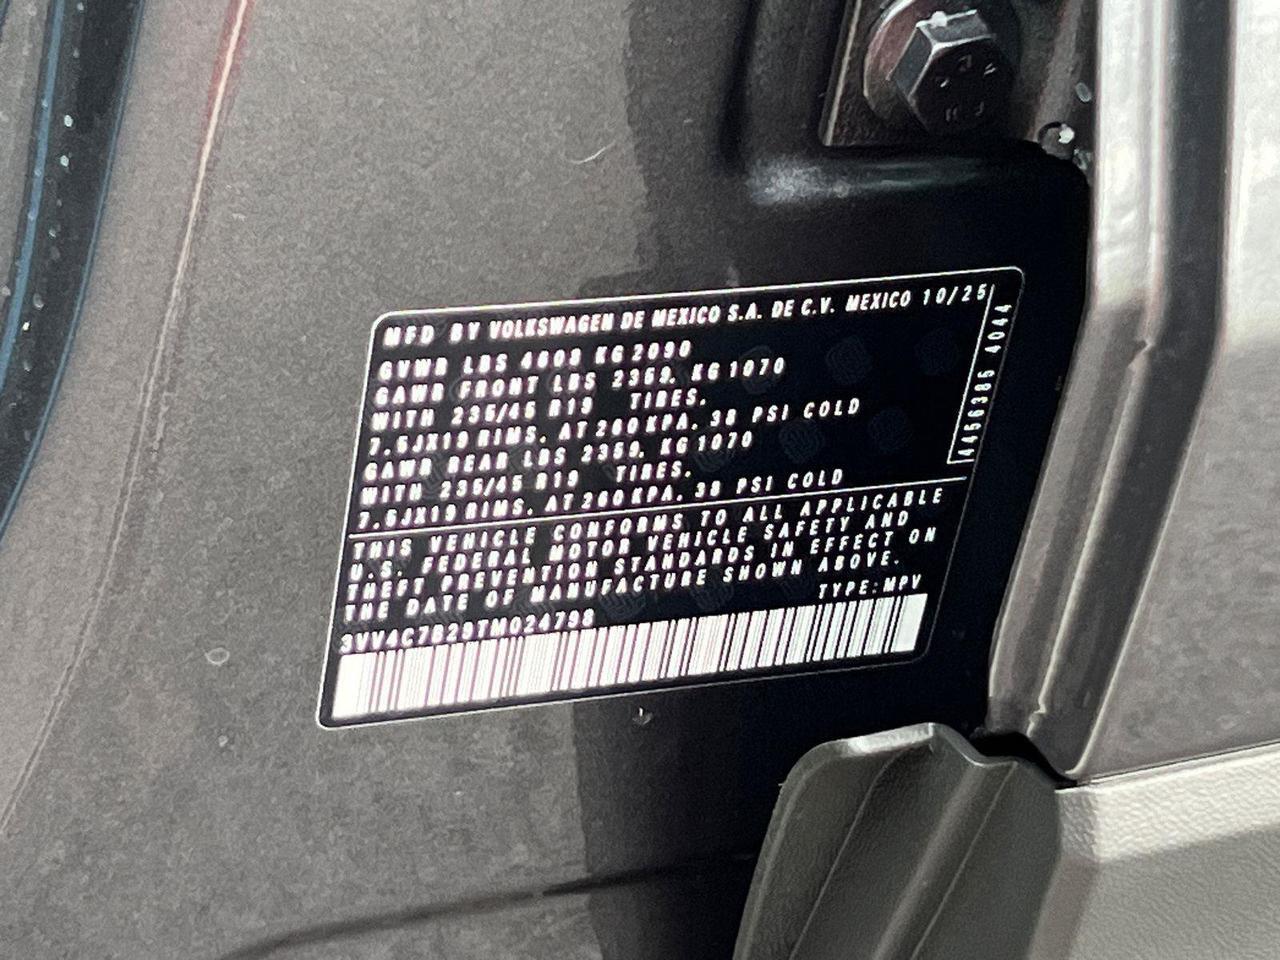 MFD BY VOLKSWAGEN DE MEXICO S.A. DE C.V. MEXICO 10/25
GVWR LBS 4608 KG 2090
GAWR FRONT LBS 2359, KG 1070
WITH 235/45 R19 TIRES,
7.5JX19 RIMS, AT 260 KPA, 38 PSI COLD
GAWR REAR LBS 2359, KG 1070
WITH 235/45 R19 TIRES,
7.5JX19 RIMS, AT 260 KPA, 38 PSI COLD
THIS VEHICLE CONFORMS TO ALL APPLICABLE
U.S. FEDERAL MOTOR VEHICLE SAFETY AND
THEFT PREVENTION STANDARDS IN EFFECT ON
THE DATE OF MANUFACTURE SHOWN ABOVE.
TYPE: MPV
4456385 4044